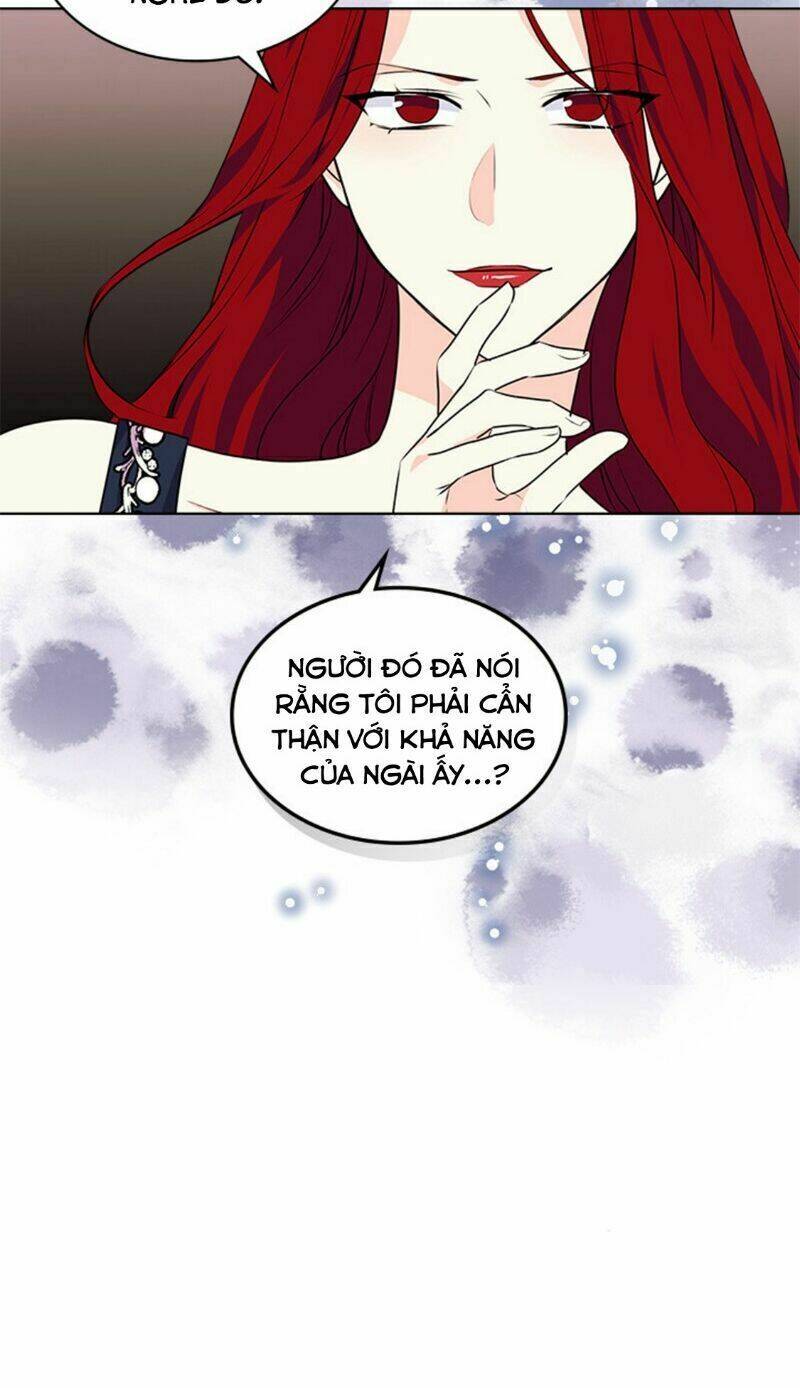 NGƯỜI ĐÓ ĐÃ NÓI
RẰNG TÔI PHẢI CẨN
THẬN VỚI KHẢ NĂNG
CỦA NGÀI ẤY...?